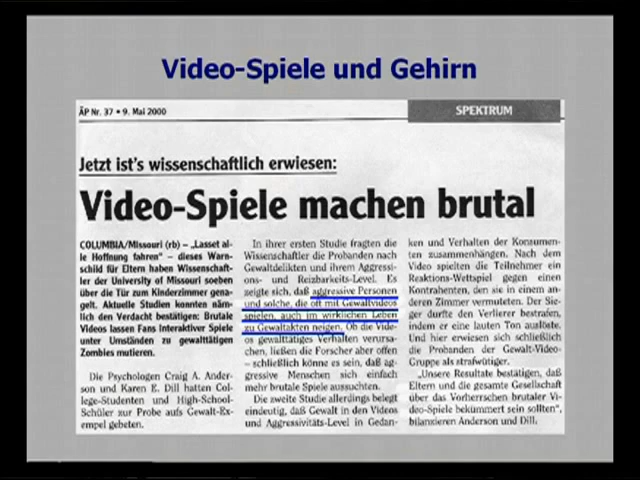 Video-Spiele und Gehirn
ÄP Nr. 37 • 9. Mai 2000
SPEKTRUM
Jetzt ist's wissenschaftlich erwiesen:
Video-Spiele machen brutal
COLUMBIA/Missouri (rb) – „Lasset al-
le Hoffnung fahren“ – dieses Warn-
schild für Eltern haben Wissenschaft-
ler der University of Missouri soeben
über die Tür zum Kinderzimmer gena-
gelt. Aktuelle Studien konnten näm-
lich den Verdacht bestätigen: Brutale
Videos lassen Fans Interaktiver Spiele
unter Umständen zu gewalttätigen
Zombies mutieren.
Die Psychologen Craig A. Ander-
son und Karen E. Dill hatten Col-
lege-Studenten und High-School-
Schüler zur Probe aufs Gewalt-Ex-
empel gebeten.
In ihrer ersten Studie fragten die
Wissenschaftler die Probanden nach
Gewaltdelikten und ihrem Aggressi-
ons- und Reizbarkeits-Level. Es
zeigte sich, daß aggressive Personen
und solche, die oft mit Gewaltvideos
spielen, auch im wirklichen Leben
zu Gewaltakten neigen. Ob die Vide-
os gewalttätiges Verhalten verursa-
chen, ließen die Forscher aber offen
– schließlich könne es sein, daß ag-
gressive Menschen sich einfach
mehr brutale Spiele aussuchten.
Die zweite Studie allerdings belegt
eindeutig, daß Gewalt in den Videos
und Aggressivitäts-Level in Gedan-
ken und Verhalten der Konsumen-
ten zusammenhängen. Nach dem
Video spielten die Teilnehmer ein
Reaktions-Wettspiel gegen einen
Kontrahenten, den sie in einem an-
deren Zimmer vermuteten. Der Sie-
ger durfte den Verlierer bestrafen,
indem er einen lauten Ton auslöste.
Und hier erwiesen sich schließlich
die Probanden der Gewalt-Video-
Gruppe als strafwütiger.
„Unsere Resultate bestätigen, daß
Eltern und die gesamte Gesellschaft
über das Vorherrschen brutaler Vi-
deo-Spiele bekümmert sein sollten“,
bilanzieren Anderson und Dill.